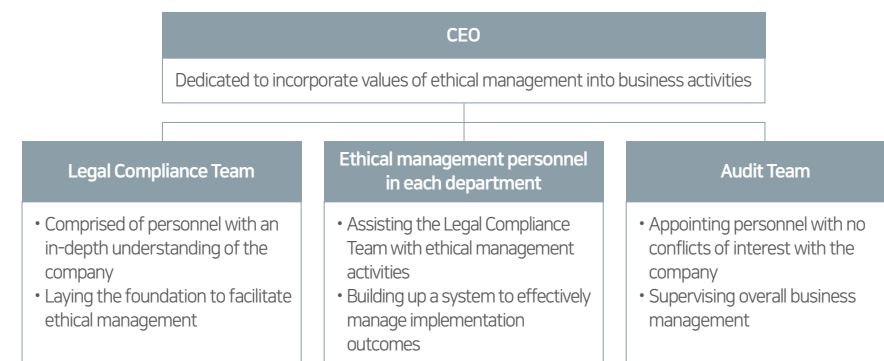 CEO
Dedicated to incorporate values of ethical management into business activities
Legal Compliance Team
• Comprised of personnel with an
in-depth understanding of the
company
• Laying the foundation to facilitate
ethical management
Ethical management personnel
in each department
• Assisting the Legal Compliance
Team with ethical management
activities
• Building up a system to effectively
manage implementation
outcomes
Audit Team
• Appointing personnel with no
conflicts of interest with the
company
• Supervising overall business
management